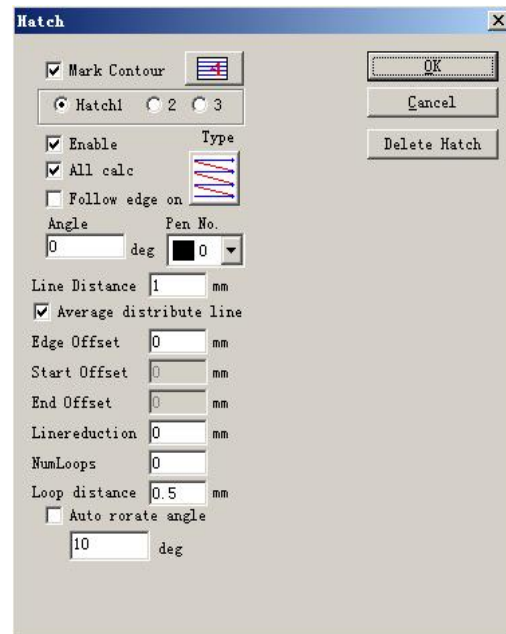 Hatch
Mark Contour
OK
Hatch1 2 3
Cancel
Enable
Type
Delete Hatch
All calc
Follow edge on
Angle Pen No.
0 deg 0
Line Distance 1 mm
Average distribute line
Edge Offset 0 mm
Start Offset 0 mm
End Offset 0 mm
Linereduction 0 mm
NumLoops 0
Loop distance 0.5 mm
Auto rorate angle
10 deg